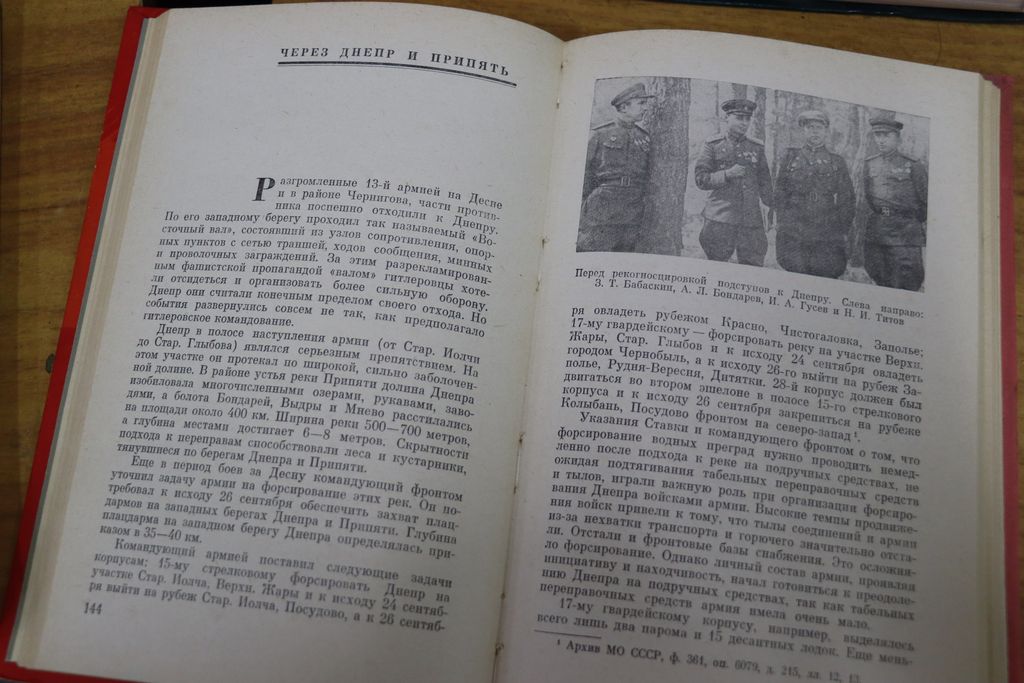 ЧЕРЕЗ ДНЕПР И ПРИПЯТЬ
Разгромленные 13-й армией на Десне
и в районе Чернигова, части против-
ника поспешно отходили к Днепру.
По его западному берегу проходил так называемый «Во-
сточный вал», состоявший из узлов сопротивления, опор-
ных пунктов с сетью траншей, ходов сообщения, минных
и проволочных заграждений. За этим разрекламирован-
ным фашистской пропагандой «валом» гитлеровцы хоте-
ли отсидеться и организовать более сильную оборону.
Днепр они считали конечным пределом своего отхода. Но
события развернулись совсем не так, как предполагало
гитлеровское командование.
Днепр в полосе наступления армии (от Стар. Иолчи
до Стар. Глыбова) являлся серьезным препятствием. На
этом участке он протекал по широкой, сильно заболочен-
ной долине. В районе устья реки Припяти долина Днепра
изобиловала многочисленными озерами, рукавами, заво-
дями, а болота Бондарей, Выдры и Мнево расстилались
на площади около 400 км. Ширина реки 500—700 метров,
а глубина местами достигает 6—8 метров. Скрытности
подхода к переправам способствовали леса и кустарники,
тянувшиеся по берегам Днепра и Припяти.
Еще в период боев за Десну командующий фронтом
уточнил задачу армии на форсирование этих рек. Он по-
требовал к исходу 26 сентября обеспечить захват плац-
дармов на западных берегах Днепра и Припяти. Глубина
плацдарма на западном берегу Днепра определялась при-
казом в 35—40 км.
Командующий армией поставил следующие задачи
корпусам: 15-му стрелковому форсировать Днепр на
участке Стар. Иолча, Верхн. Жары и к исходу 24 сентяб-
ря выйти на рубеж Стар. Иолча, Посудово, а к 26 сентяб-
144
Перед рекогносцировкой подступов к Днепру. Слева направо:
З. Т. Бабаскин, А. Л. Бондарев, И. А. Гусев и Н. И. Титов
ря овладеть рубежом Красно, Чистогаловка, Заполье;
17-му гвардейскому — форсировать реку на участке Верхн.
Жары, Стар. Глыбов и к исходу 24 сентября овладеть
городом Чернобыль, а к исходу 26-го выйти на рубеж За-
полье, Рудня-Вересня, Дитятки. 28-й корпус должен был
двигаться во втором эшелоне в полосе 15-го стрелкового
корпуса и к исходу 26 сентября закрепиться на рубеже
Колыбань, Посудово фронтом на северо-запад¹.
Указания Ставки и командующего фронтом о том, что
форсирование водных преград нужно проводить немед-
ленно после подхода к реке на подручных средствах, не
ожидая подтягивания табельных переправочных средств
и тылов, играли важную роль при организации форсиро-
вания Днепра войсками армии. Высокие темпы продвиже-
ния войск привели к тому, что тылы соединений и армии
из-за нехватки транспорта и горючего значительно отста-
ли. Отстали и фронтовые базы снабжения. Это осложня-
ло форсирование. Однако личный состав армии, проявляя
инициативу и находчивость, начал готовиться к преодоле-
нию Днепра на подручных средствах, так как табельных
переправочных средств армия имела очень мало.
17-му гвардейскому корпусу, например, выделялось
всего лишь два парома и 15 десантных лодок. Еще мень-
¹ Архив МО СССР, ф. 361, оп. 6079, д. 215, лл. 12, 13.